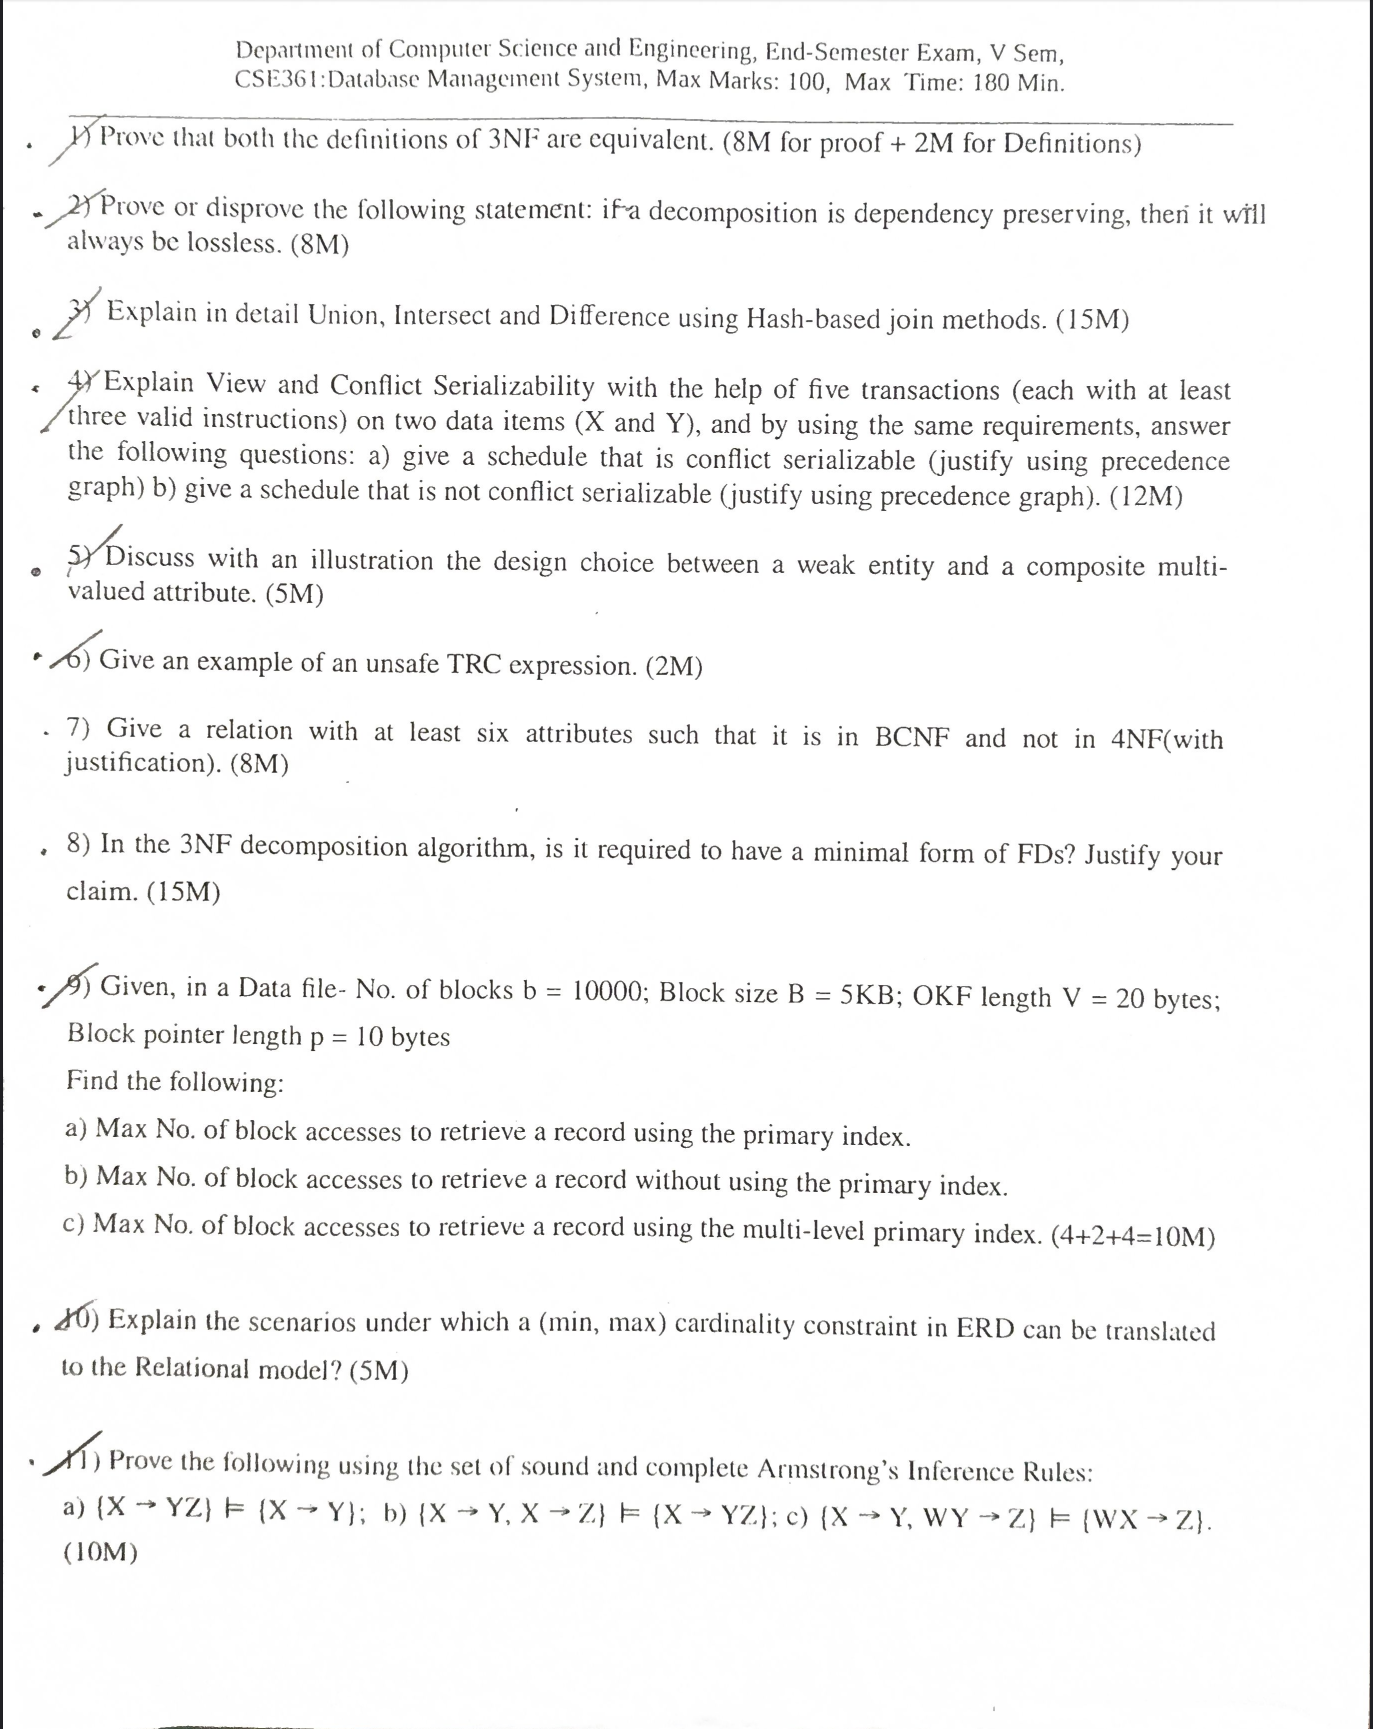 Department of Computer Science and Engineering, End-Semester Exam, V Sem,
CSE361:Database Management System, Max Marks: 100, Max Time: 180 Min.
1) Prove that both the definitions of 3NF are equivalent. (8M for proof + 2M for Definitions)
2) Prove or disprove the following statement: if a decomposition is dependency preserving, then it will
always be lossless. (8M)
3) Explain in detail Union, Intersect and Difference using Hash-based join methods. (15M)
4) Explain View and Conflict Serializability with the help of five transactions (each with at least
three valid instructions) on two data items (X and Y), and by using the same requirements, answer
the following questions: a) give a schedule that is conflict serializable (justify using precedence
graph) b) give a schedule that is not conflict serializable (justify using precedence graph). (12M)
5) Discuss with an illustration the design choice between a weak entity and a composite multi-
valued attribute. (5M)
6) Give an example of an unsafe TRC expression. (2M)
7) Give a relation with at least six attributes such that it is in BCNF and not in 4NF(with
justification). (8M)
8) In the 3NF decomposition algorithm, is it required to have a minimal form of FDs? Justify your
claim. (15M)
9) Given, in a Data file- No. of blocks b = 10000; Block size B = 5KB; OKF length V = 20 bytes;
Block pointer length p = 10 bytes
Find the following:
a) Max No. of block accesses to retrieve a record using the primary index.
b) Max No. of block accesses to retrieve a record without using the primary index.
c) Max No. of block accesses to retrieve a record using the multi-level primary index. (4+2+4=10M)
10) Explain the scenarios under which a (min, max) cardinality constraint in ERD can be translated
to the Relational model? (5M)
11) Prove the following using the set of sound and complete Armstrong's Inference Rules:
a) {X → YZ} ⊨ {X → Y}; b) {X → Y, X → Z} ⊨ {X → YZ}; c) {X → Y, WY → Z} ⊨ {WX → Z}.
(10M)